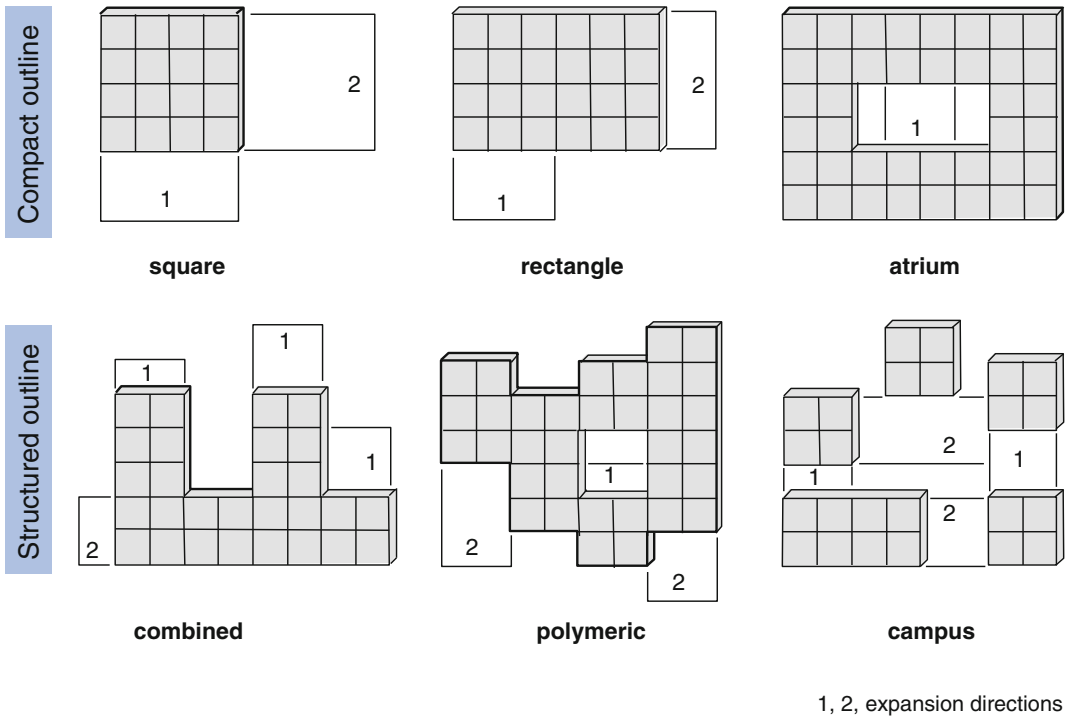 Compact outline
2
2
1
1
1
square
rectangle
atrium
Structured outline
1
1
1
2
1
2
2
2
1
1
2
combined
polymeric
campus
1, 2, expansion directions